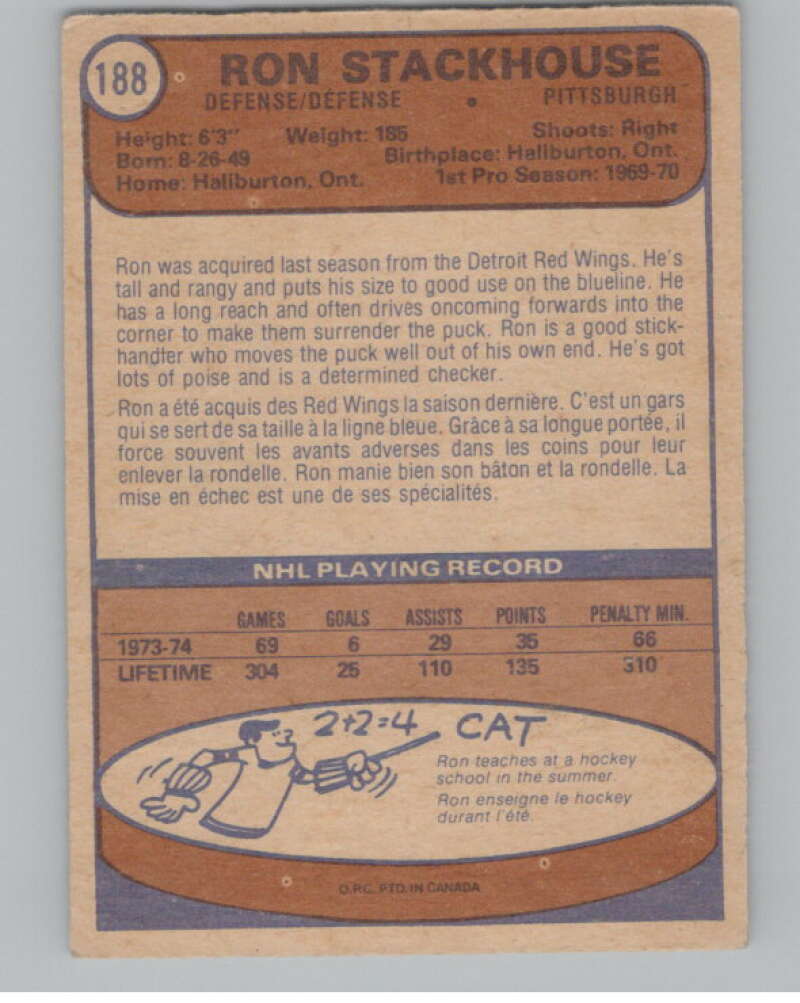 188
RON STACKHOUSE
DEFENSE/DÉFENSE • PITTSBURGH
Height: 6'3" Weight: 185 Shoots: Right
Born: 8-26-49 Birthplace: Haliburton, Ont.
Home: Haliburton, Ont. 1st Pro Season: 1969-70
Ron was acquired last season from the Detroit Red Wings. He's
tall and rangy and puts his size to good use on the blueline. He
has a long reach and often drives oncoming forwards into the
corner to make them surrender the puck. Ron is a good stick-
handter who moves the puck well out of his own end. He's got
lots of poise and is a determined checker.
Ron a été acquis des Red Wings la saison dernière. C'est un gars
qui se sert de sa taille à la ligne bleue. Grâce à sa longue portée, il
force souvent les avants adverses dans les coins pour leur
enlever la rondelle. Ron manie bien son bâton et la rondelle. La
mise en échec est une de ses spécialités.
NHL PLAYING RECORD
GAMES GOALS ASSISTS POINTS PENALTY MIN.
1973-74 69 6 29 35 66
LIFETIME 304 25 110 135 310
2+2=4 CAT
Ron teaches at a hockey
school in the summer.
Ron enseigne le hockey
durant l'été.
O.P.C. PTD. IN CANADA